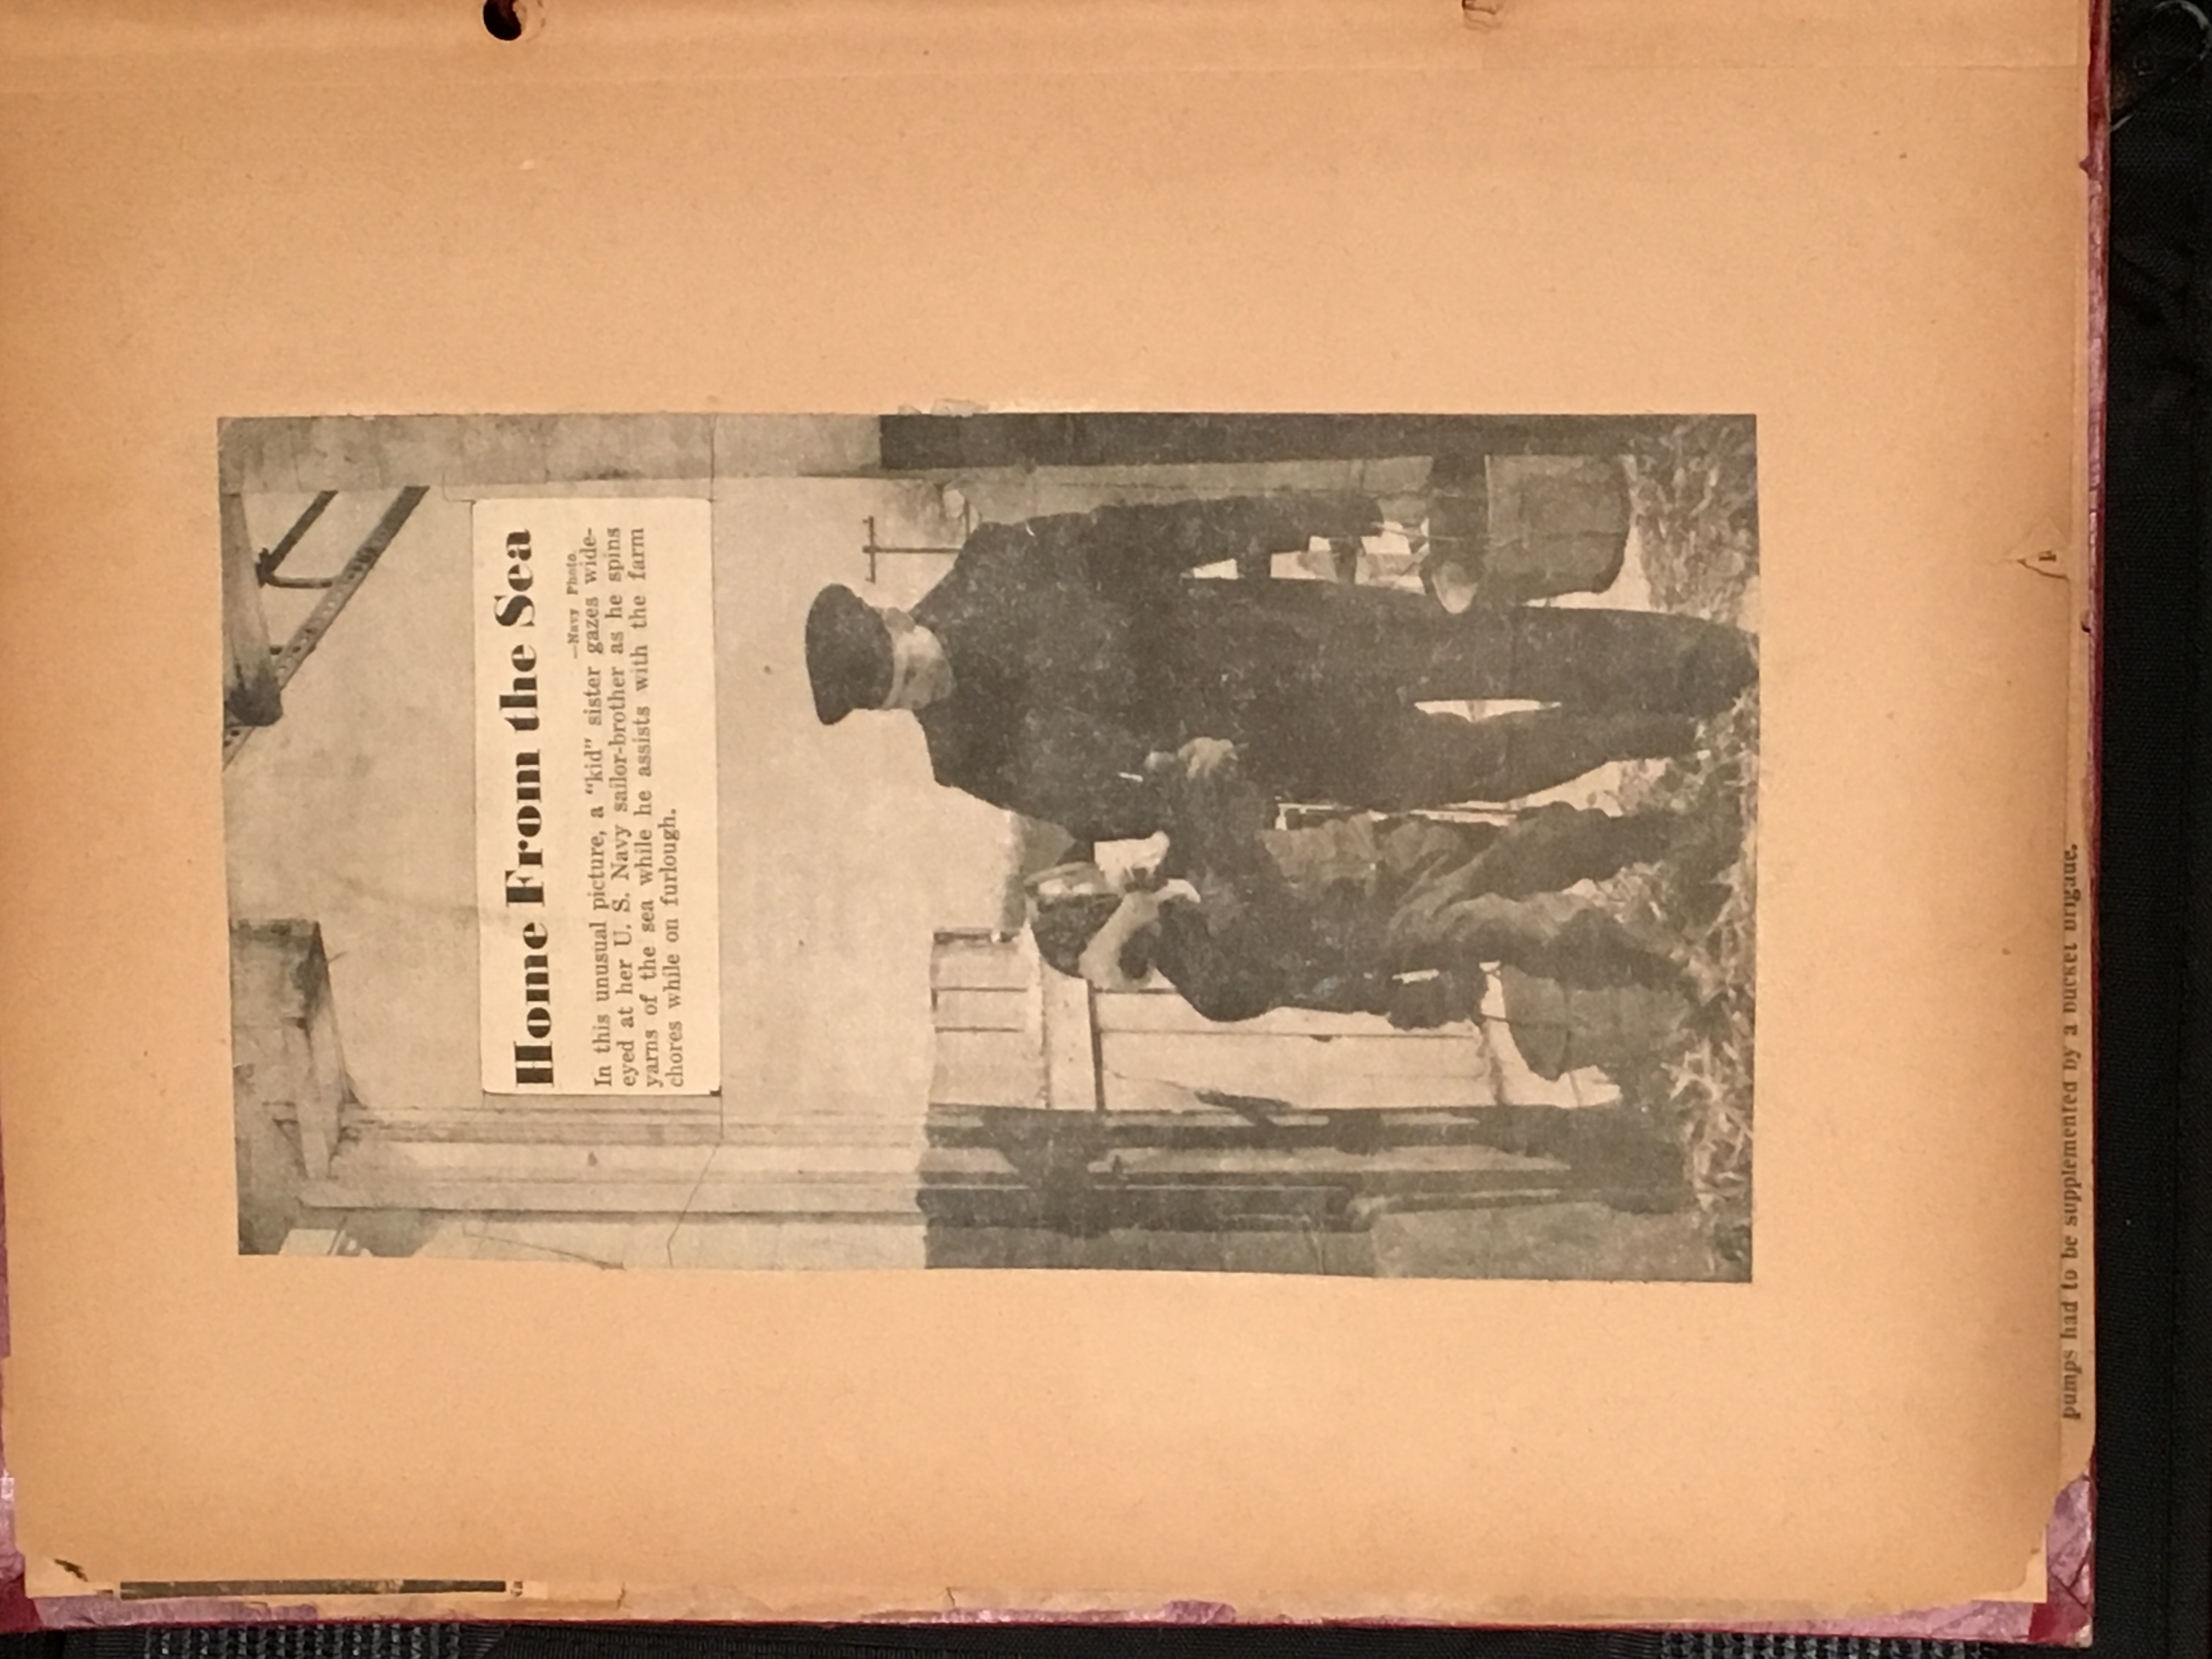 Home From the Sea
—Navy Photo.
In this unusual picture, a “kid” sister gazes wide-
eyed at her U. S. Navy sailor-brother as he spins
yarns of the sea while he assists with the farm
chores while on furlough.
pumps had to be supplemented by a bucket brigade.